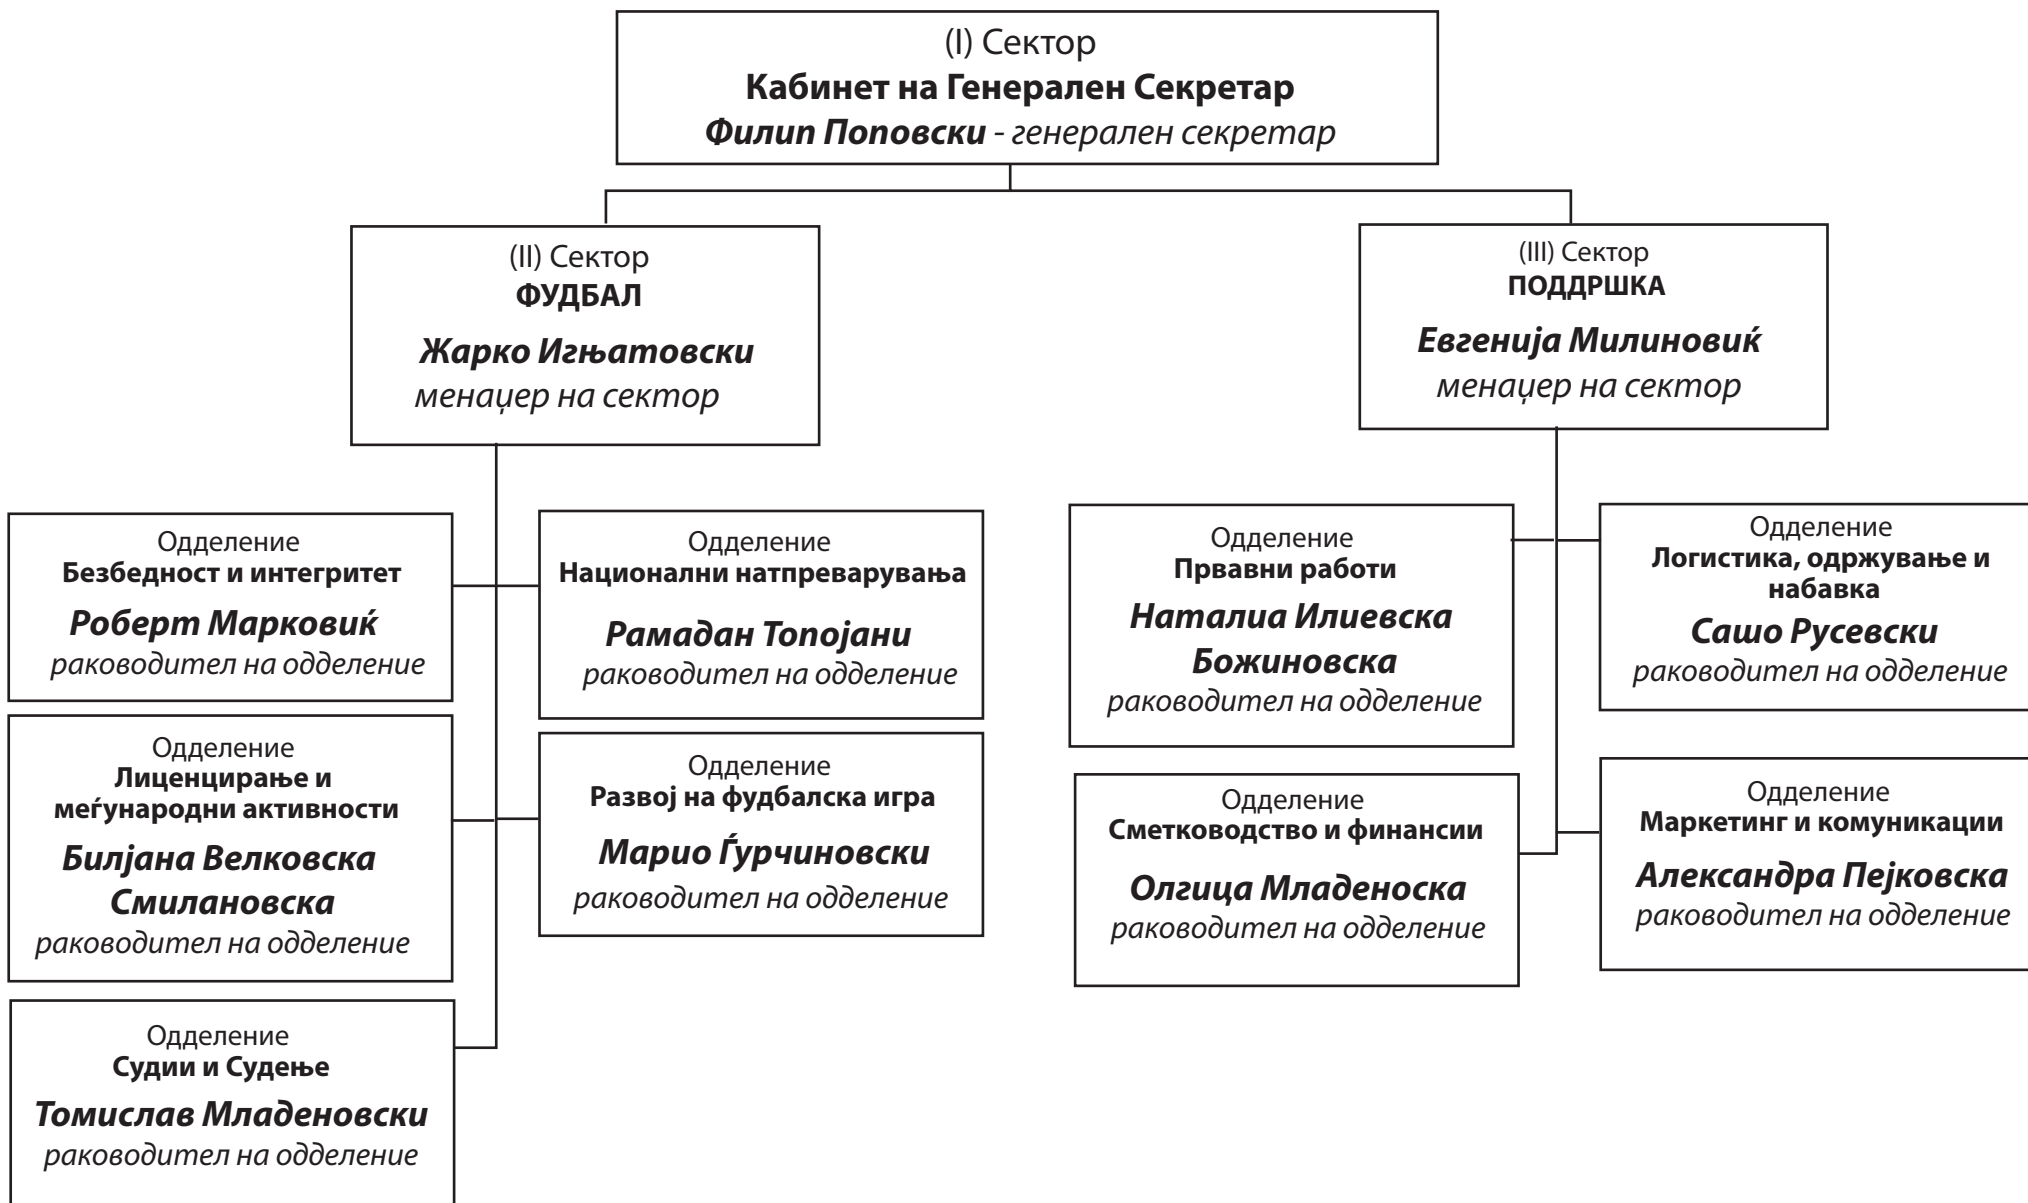 (I) Сектор
Кабинет на Генерален Секретар
Филип Поповски - генерален секретар
(II) Сектор
ФУДБАЛ
Жарко Игњатовски
менаџер на сектор
(III) Сектор
ПОДДРШКА
Евгенија Милиновиќ
менаџер на сектор
Одделение
Безбедност и интегритет
Роберт Марковиќ
раководител на одделение
Одделение
Национални натпреварувања
Рамадан Топојани
раководител на одделение
Одделение
Првавни работи
Наталиа Илиевска
Божиновска
раководител на одделение
Одделение
Логистика, одржување и
набавка
Сашо Русевски
раководител на одделение
Одделение
Лиценцирање и
меѓународни активности
Билјана Велковска
Смилановска
раководител на одделение
Одделение
Развој на фудбалска игра
Марио Ѓурчиновски
раководител на одделение
Одделение
Сметководство и финансии
Олгица Младеноска
раководител на одделение
Одделение
Маркетинг и комуникации
Александра Пејковска
раководител на одделение
Одделение
Судии и Судење
Томислав Младеновски
раководител на одделение